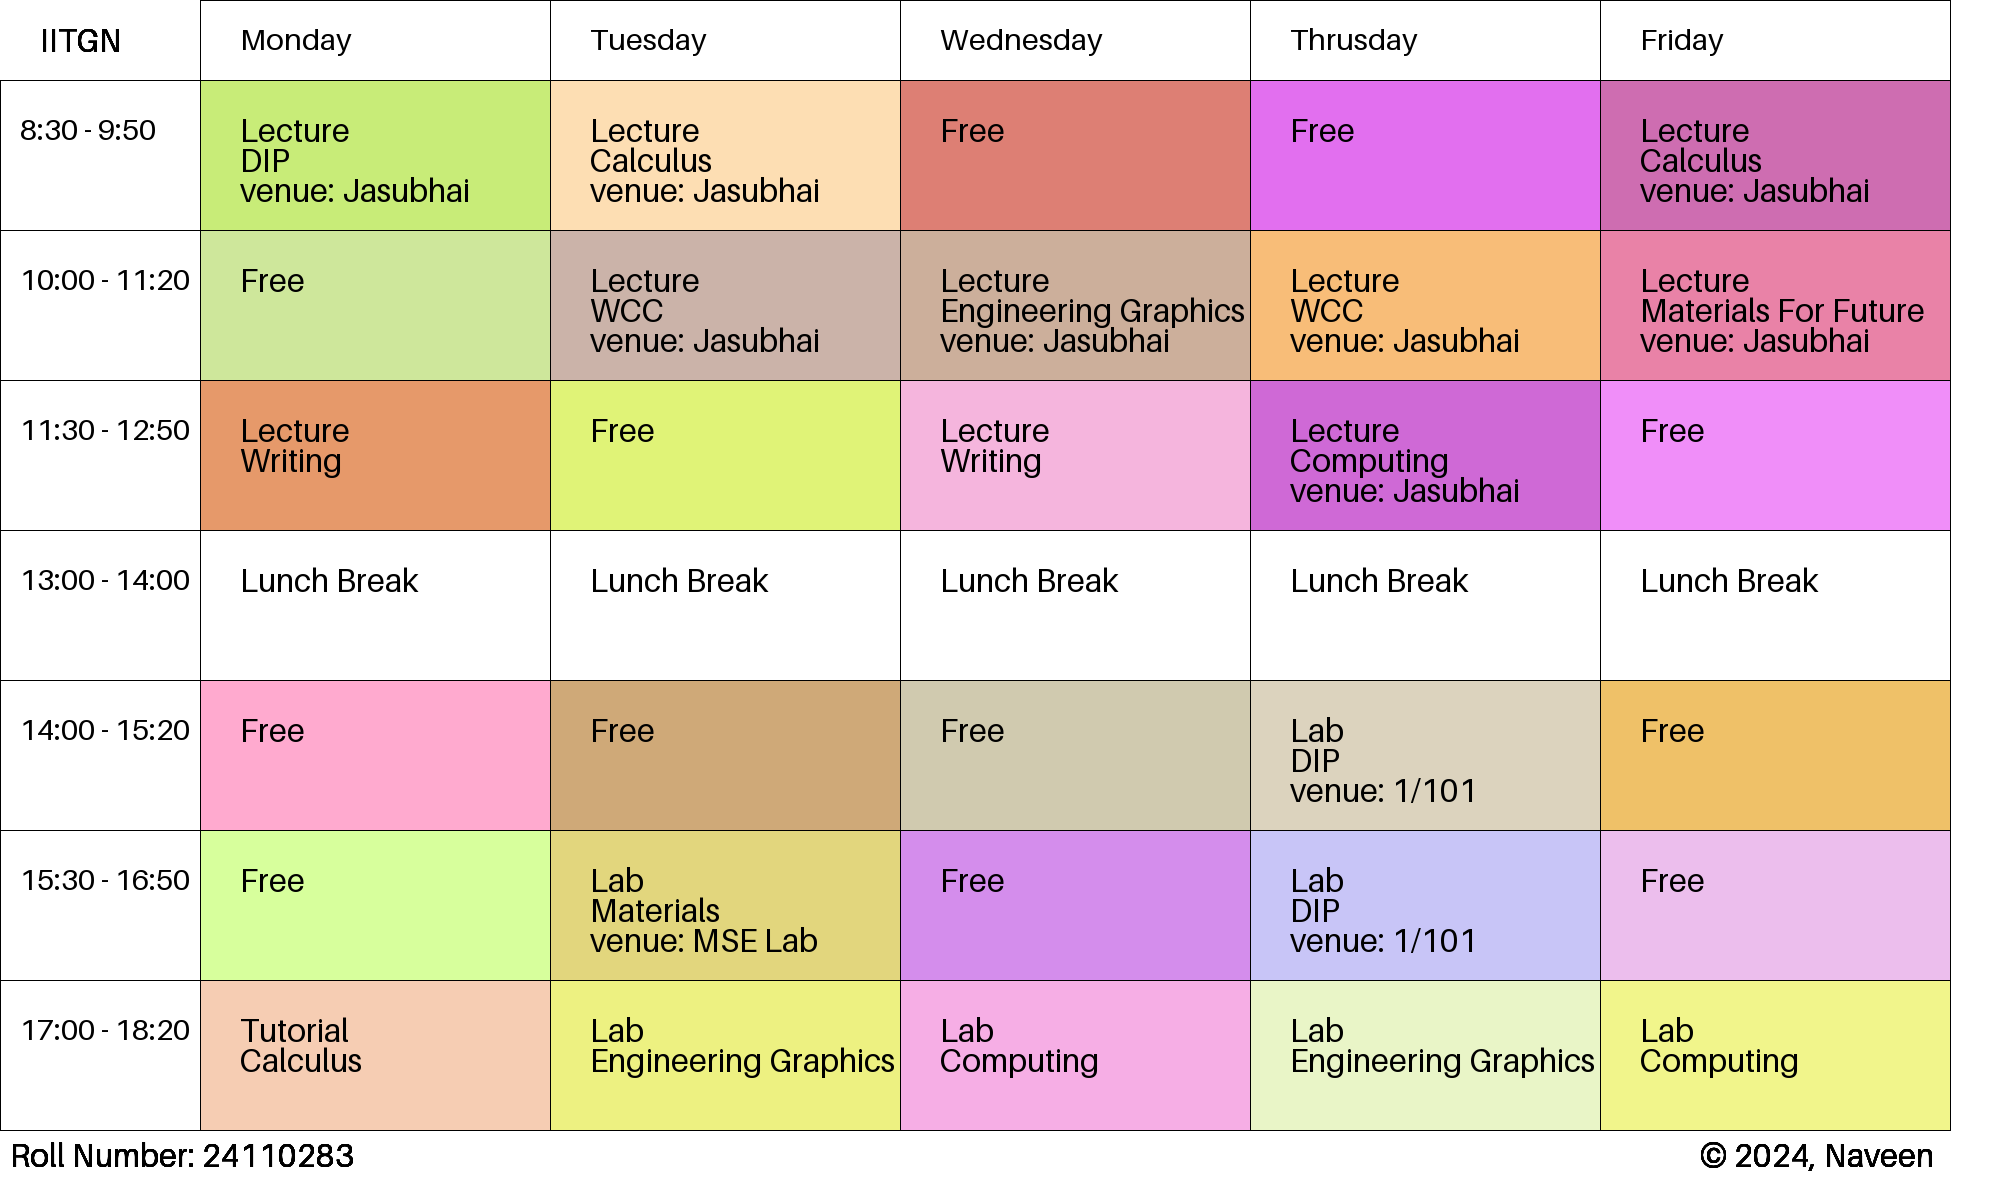 IITGN Monday Tuesday Wednesday Thrusday Friday
8:30 - 9:50
Lecture
DIP
venue: Jasubhai
Lecture
Calculus
venue: Jasubhai
Free
Free
Lecture
Calculus
venue: Jasubhai
10:00 - 11:20
Free
Lecture
WCC
venue: Jasubhai
Lecture
Engineering Graphics
venue: Jasubhai
Lecture
WCC
venue: Jasubhai
Lecture
Materials For Future
venue: Jasubhai
11:30 - 12:50
Lecture
Writing
Free
Lecture
Writing
Lecture
Computing
venue: Jasubhai
Free
13:00 - 14:00
Lunch Break
Lunch Break
Lunch Break
Lunch Break
Lunch Break
14:00 - 15:20
Free
Free
Free
Lab
DIP
venue: 1/101
Free
15:30 - 16:50
Free
Lab
Materials
venue: MSE Lab
Free
Lab
DIP
venue: 1/101
Free
17:00 - 18:20
Tutorial
Calculus
Lab
Engineering Graphics
Lab
Computing
Lab
Engineering Graphics
Lab
Computing
Roll Number: 24110283
© 2024, Naveen